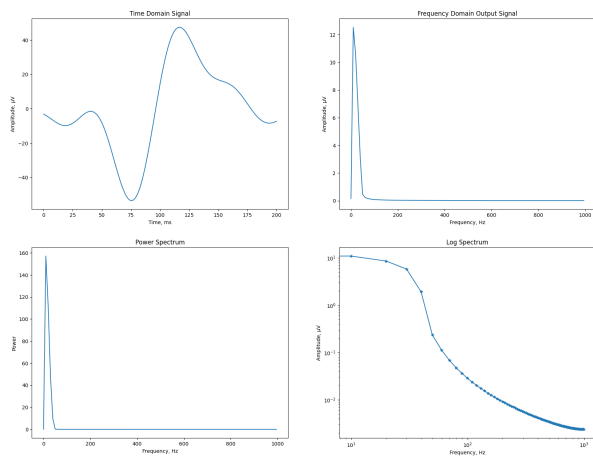 Time Domain Signal
40
20
0
−20
−40
Amplitude, μV
0 25 50 75 100 125 150 175 200
Time, ms
Frequency Domain Output Signal
12
10
8
6
4
2
0
Amplitude, μV
0 200 400 600 800 1000
Frequency, Hz
Power Spectrum
160
140
120
100
80
60
40
20
0
Power
0 200 400 600 800 1000
Frequency, Hz
Log Spectrum
10¹
10⁰
10⁻¹
10⁻²
Amplitude, μV
10¹ 10² 10³
Frequency, Hz